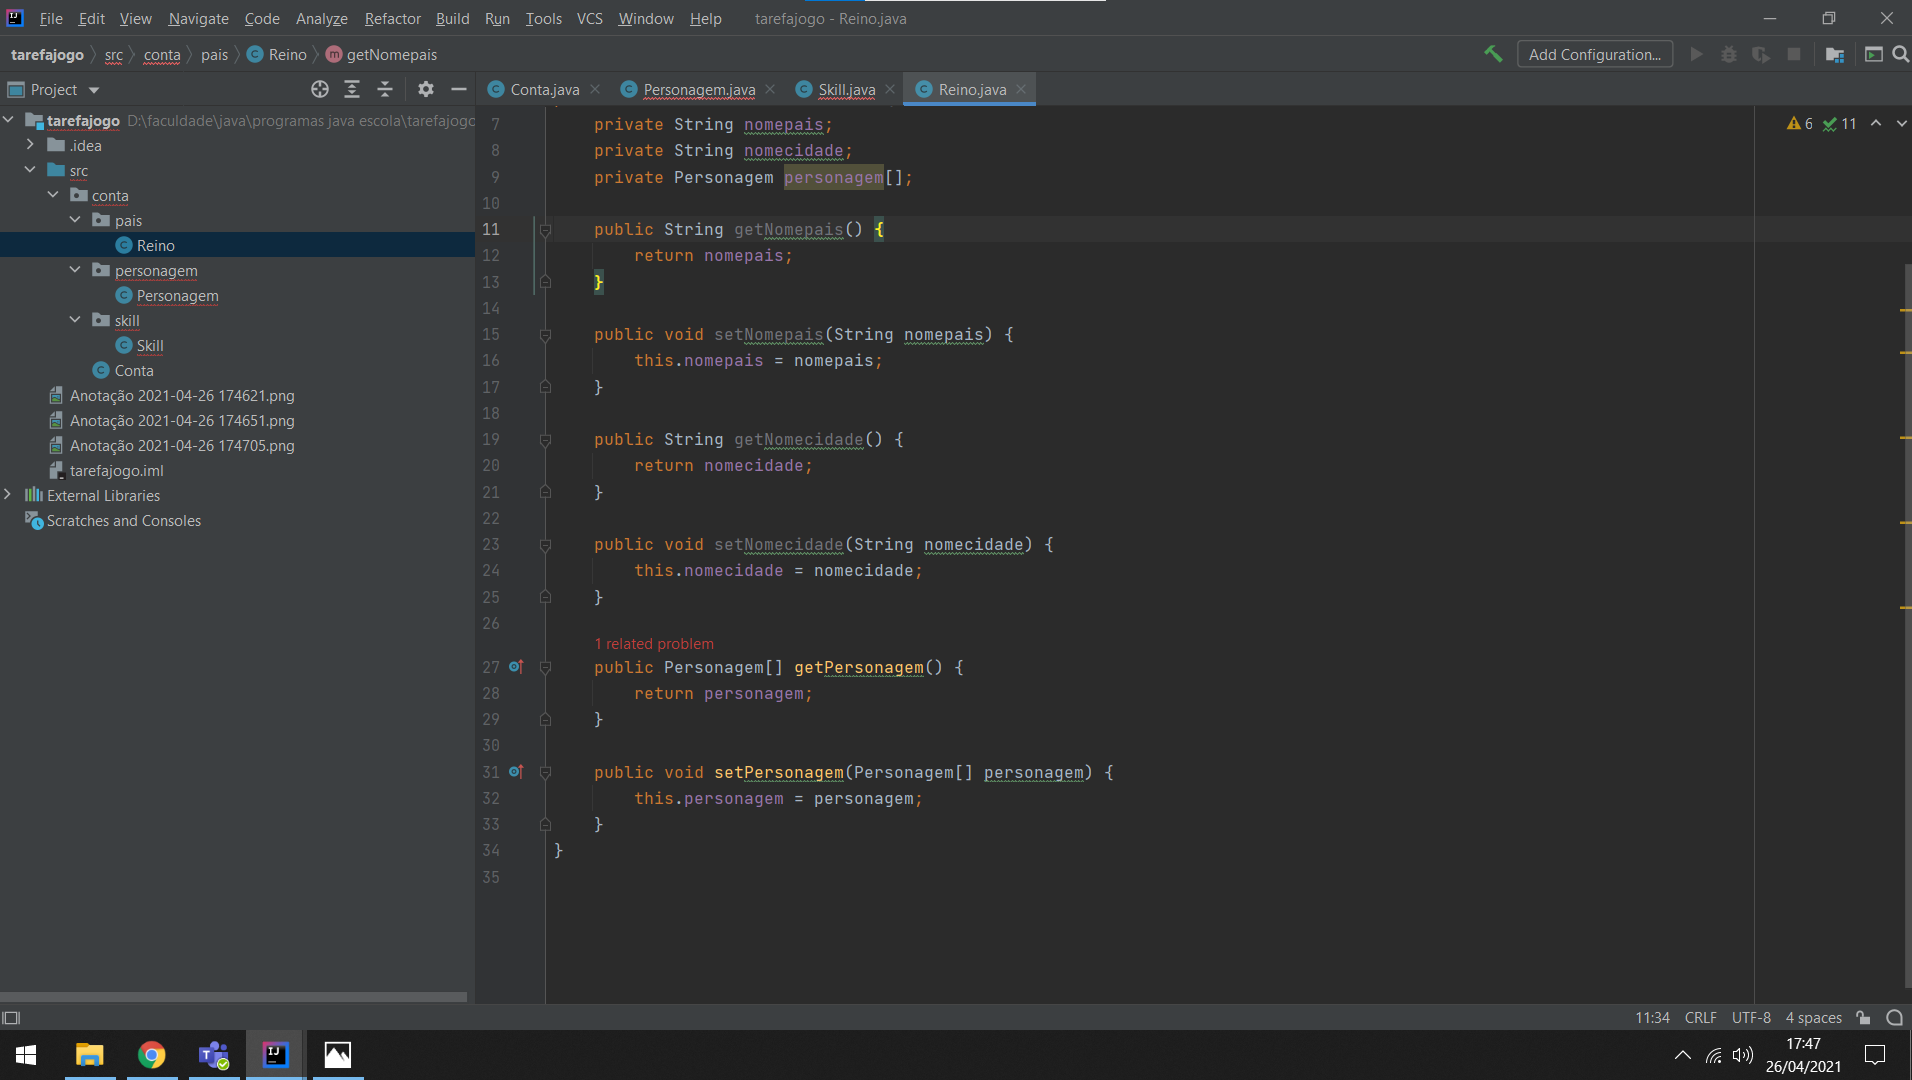 File Edit View Navigate Code Analyze Refactor Build Run Tools VCS Window Help tarefajogo - Reino.java
tarefajogo src conta pais Reino getNomepais
Add Configuration...
Project
Conta.java Personagem.java Skill.java Reino.java
tarefajogo D:\faculdade\java\programas java escola\tarefajogo
.idea
src
conta
pais
Reino
personagem
Personagem
skill
Skill
Conta
Anotação 2021-04-26 174621.png
Anotação 2021-04-26 174651.png
Anotação 2021-04-26 174705.png
tarefajogo.iml
External Libraries
Scratches and Consoles
6 11
7 private String nomepais;
8 private String nomecidade;
9 private Personagem personagem[];
10
11 public String getNomepais() {
12 return nomepais;
13 }
14
15 public void setNomepais(String nomepais) {
16 this.nomepais = nomepais;
17 }
18
19 public String getNomecidade() {
20 return nomecidade;
21 }
22
23 public void setNomecidade(String nomecidade) {
24 this.nomecidade = nomecidade;
25 }
26
1 related problem
27 public Personagem[] getPersonagem() {
28 return personagem;
29 }
30
31 public void setPersonagem(Personagem[] personagem) {
32 this.personagem = personagem;
33 }
34 }
35
11:34 CRLF UTF-8 4 spaces
17:47
26/04/2021